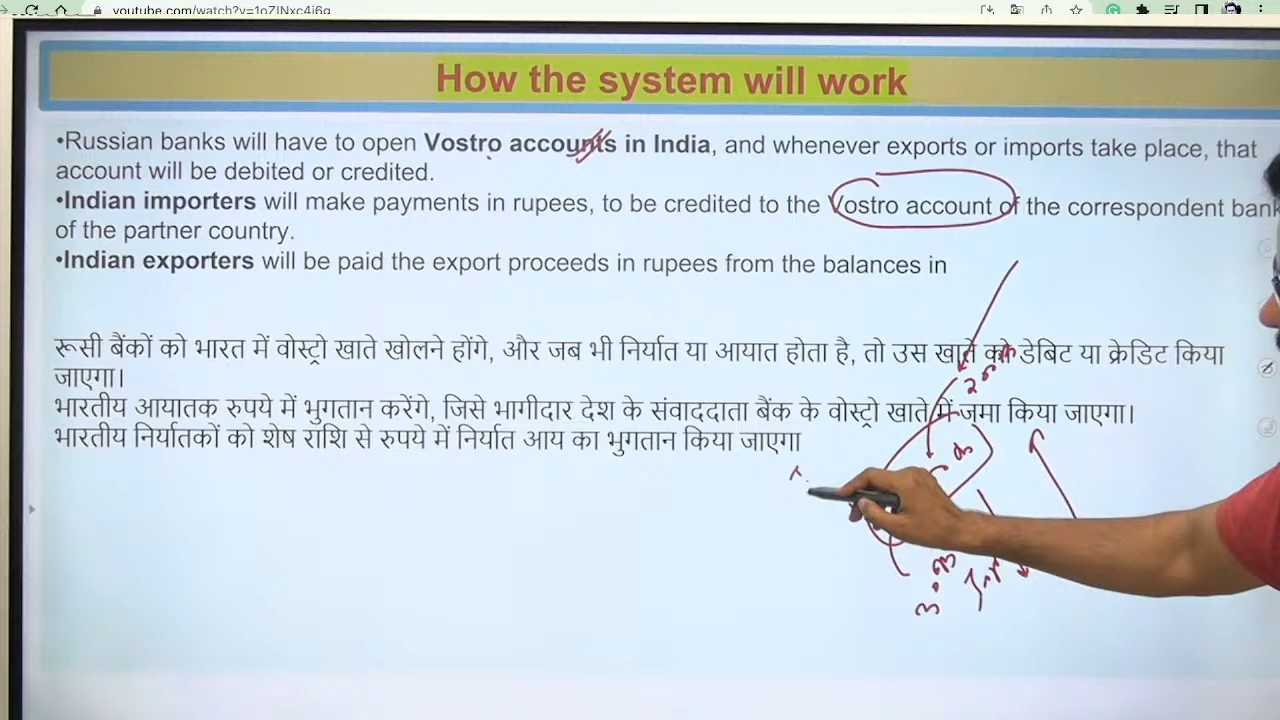 youtube.com/watch?v=1oZJNxc4i6g
How the system will work
•Russian banks will have to open Vostro accounts in India, and whenever exports or imports take place, that
account will be debited or credited.
•Indian importers will make payments in rupees, to be credited to the Vostro account of the correspondent bank
of the partner country.
•Indian exporters will be paid the export proceeds in rupees from the balances in
रूसी बैंकों को भारत में वोस्ट्रो खाते खोलने होंगे, और जब भी निर्यात या आयात होता है, तो उस खाते को डेबिट या क्रेडिट किया
जाएगा।
भारतीय आयातक रुपये में भुगतान करेंगे, जिसे भागीदार देश के संवाददाता बैंक के वोस्ट्रो खाते में जमा किया जाएगा।
भारतीय निर्यातकों को शेष राशि से रुपये में निर्यात आय का भुगतान किया जाएगा